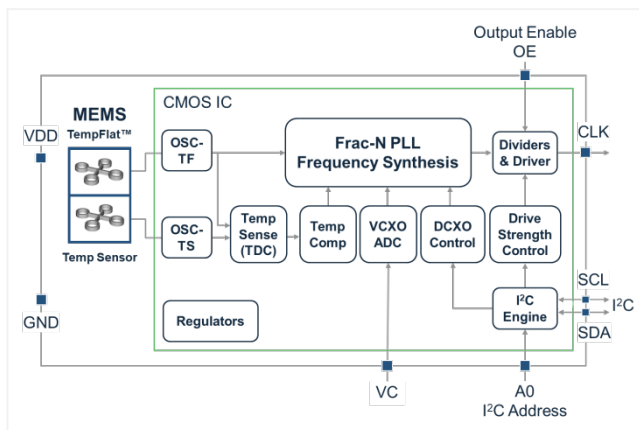 Output Enable
OE
CMOS IC
MEMS
TempFlat™
VDD
OSC-
TF
Frac-N PLL
Frequency Synthesis
Dividers
& Driver
CLK
Temp Sensor
OSC-
TS
Temp
Sense
(TDC)
Temp
Comp
VCXO
ADC
DCXO
Control
Drive
Strength
Control
GND
Regulators
I²C
Engine
SCL
I²C
SDA
VC
A0
I²C Address